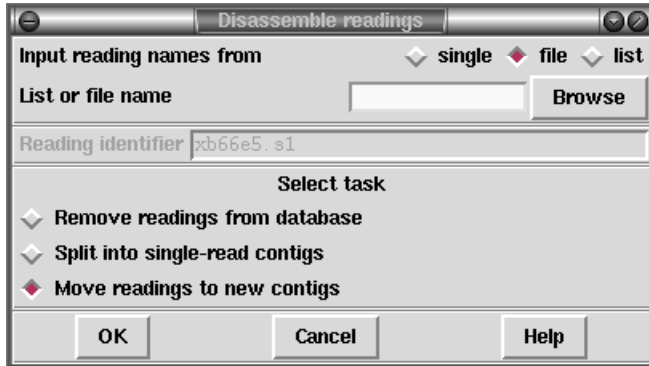 Disassemble readings
Input reading names from single file list
List or file name Browse
Reading identifier xb66e5.s1
Select task
Remove readings from database
Split into single-read contigs
Move readings to new contigs
OK Cancel Help